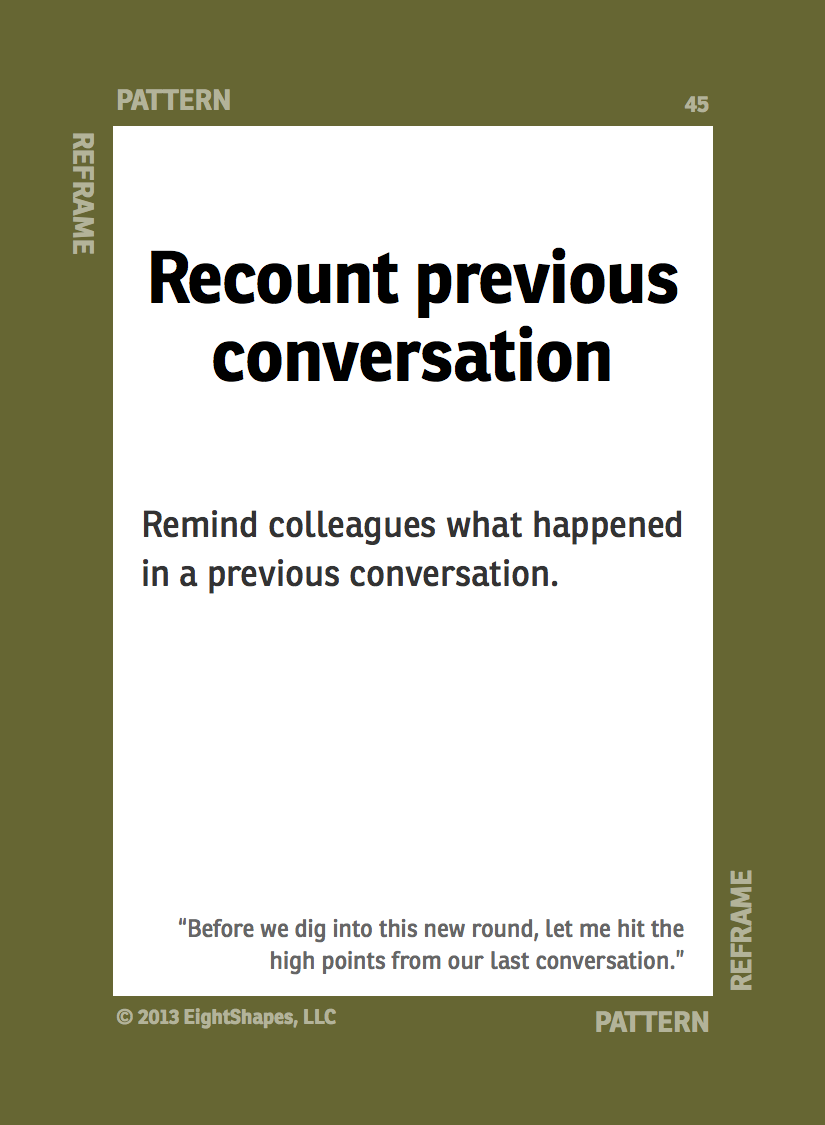 PATTERN
45
REFRAME
Recount previous
conversation
Remind colleagues what happened
in a previous conversation.
“Before we dig into this new round, let me hit the
high points from our last conversation.”
REFRAME
© 2013 EightShapes, LLC
PATTERN